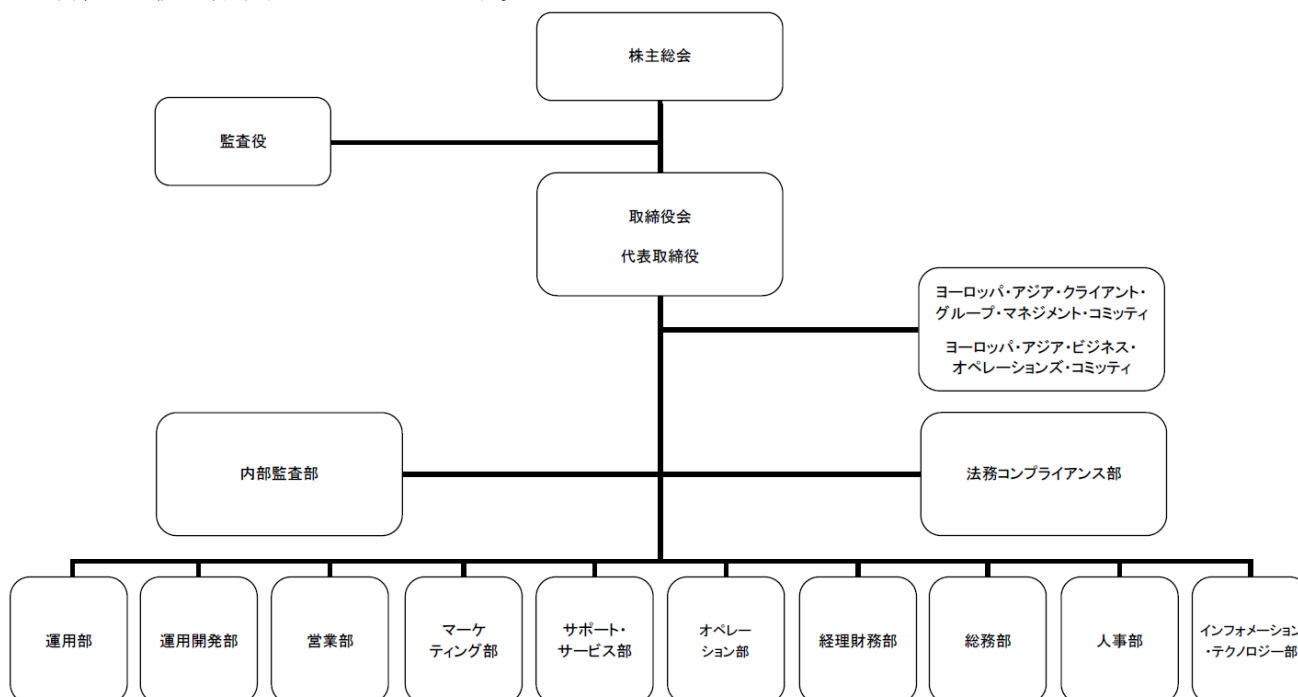 株主総会
監査役
取締役会
代表取締役
ヨーロッパ・アジア・クライアント・
グループ・マネジメント・コミッティ
ヨーロッパ・アジア・ビジネス・
オペレーションズ・コミッティ
内部監査部
法務コンプライアンス部
運用部
運用開発部
営業部
マーケ
ティング部
サポート・
サービス部
オペレー
ション部
経理財務部
総務部
人事部
インフォメーション
・テクノロジー部